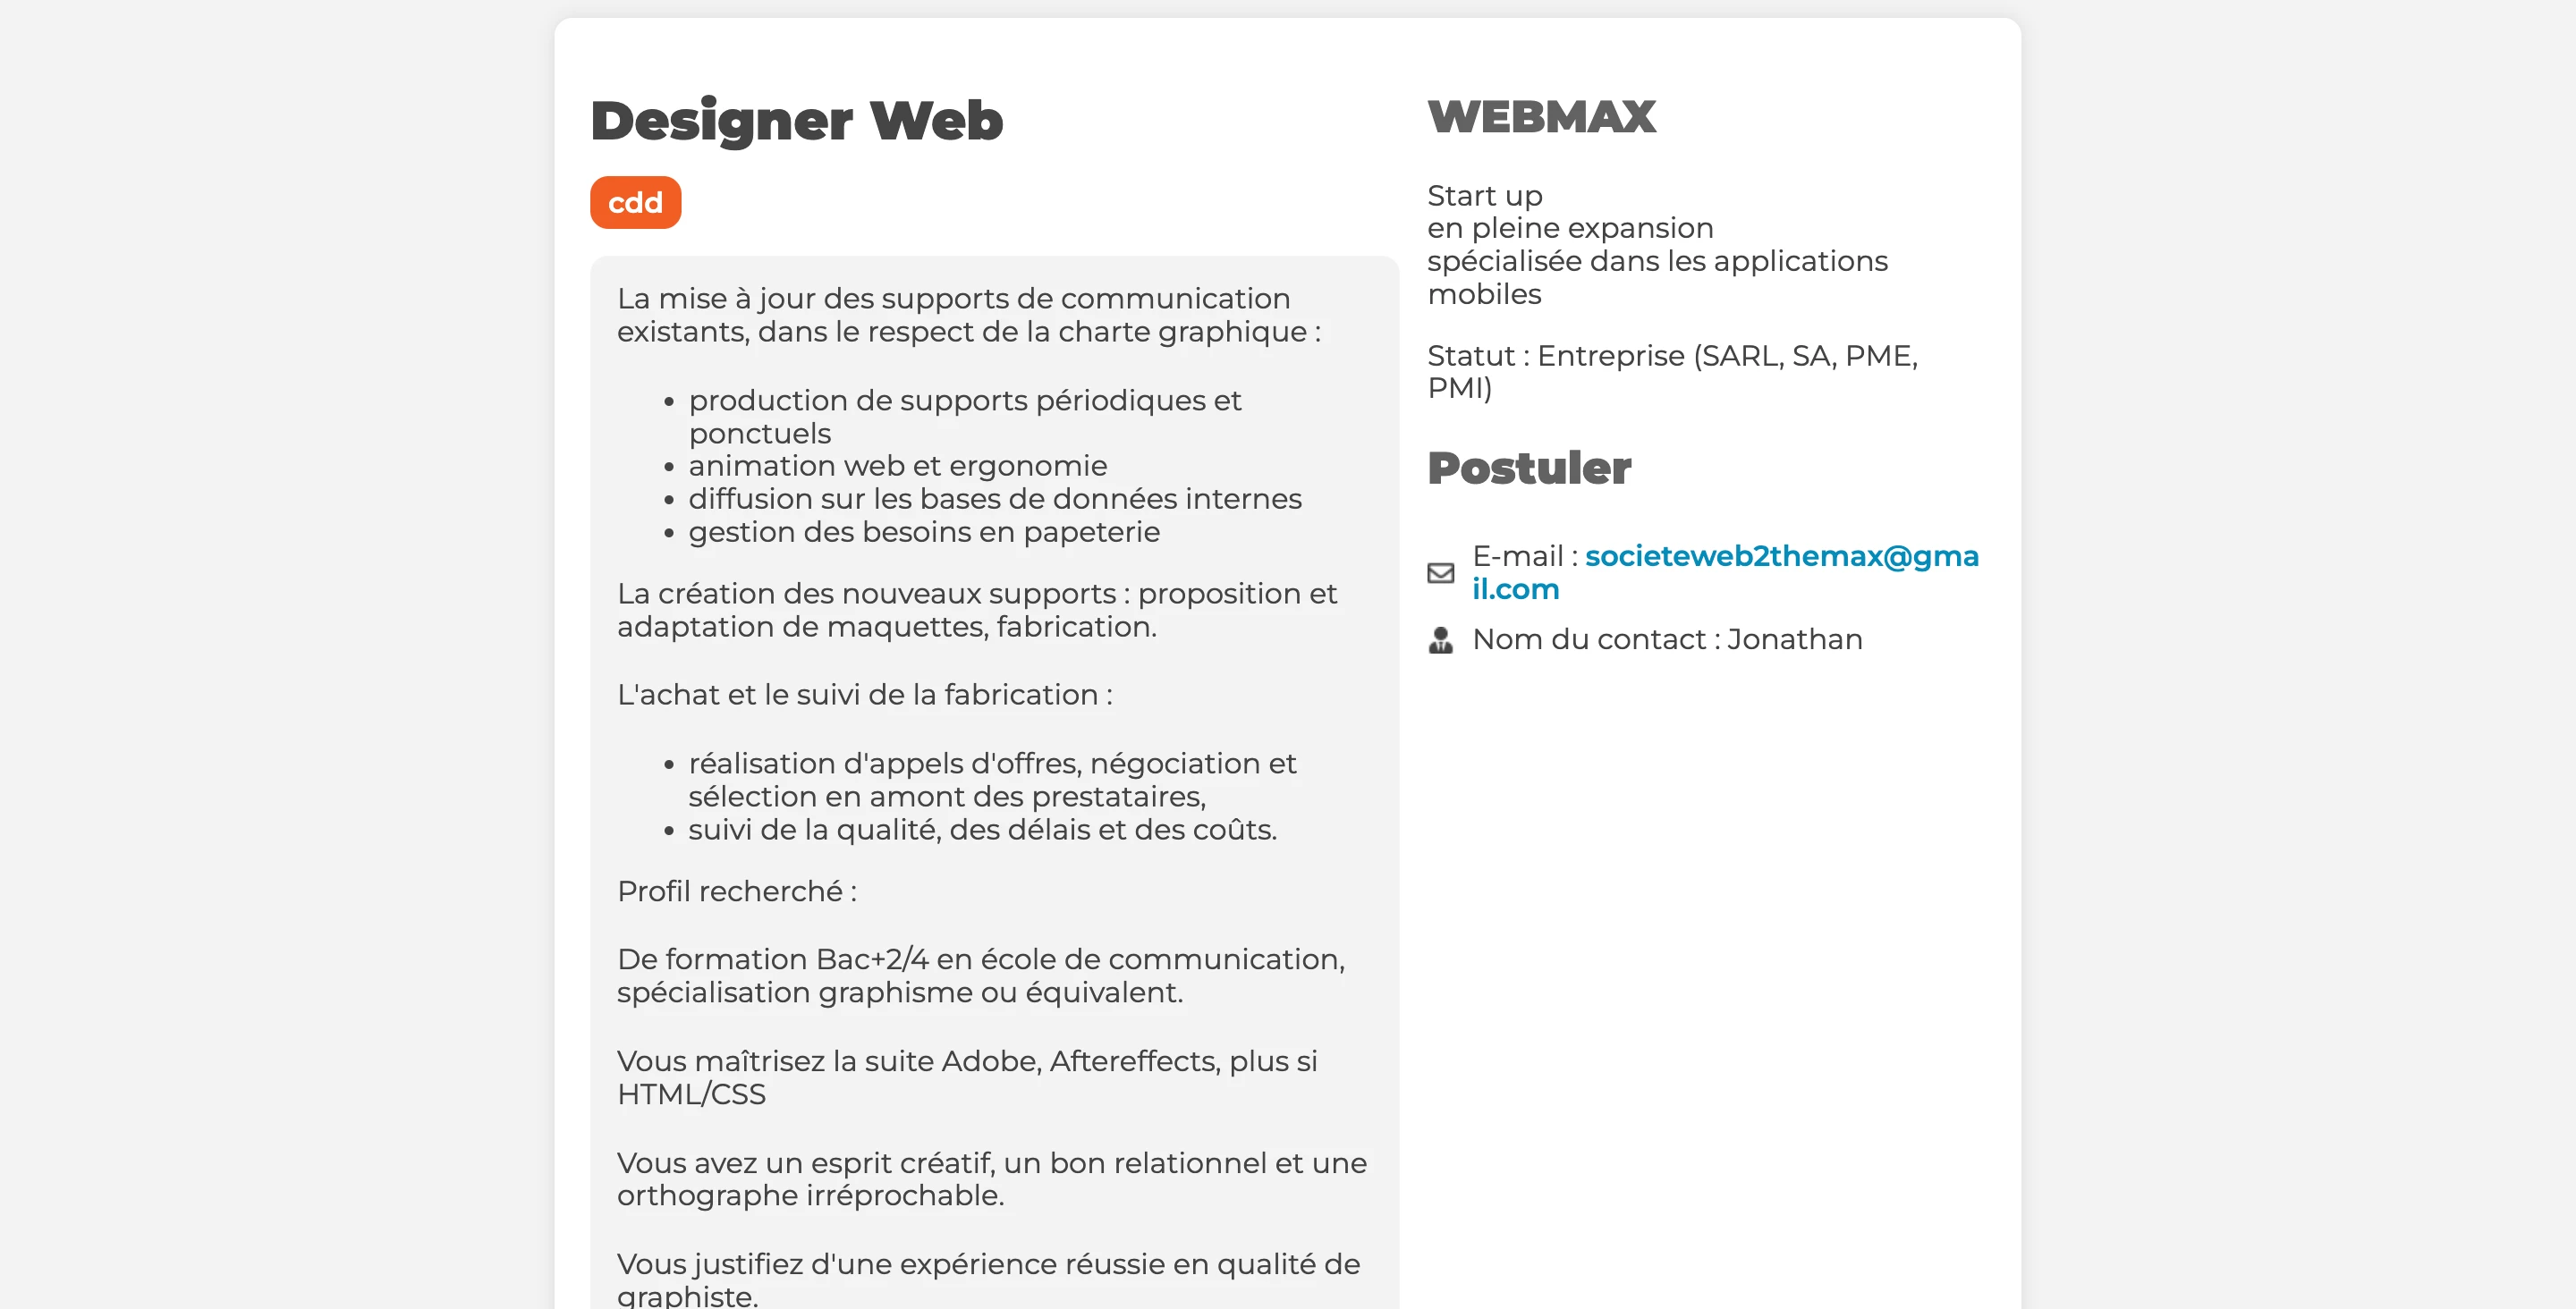 Designer Web
cdd
La mise à jour des supports de communication
existants, dans le respect de la charte graphique :
• production de supports périodiques et
ponctuels
• animation web et ergonomie
• diffusion sur les bases de données internes
• gestion des besoins en papeterie
La création des nouveaux supports : proposition et
adaptation de maquettes, fabrication.
L'achat et le suivi de la fabrication :
• réalisation d'appels d'offres, négociation et
sélection en amont des prestataires,
• suivi de la qualité, des délais et des coûts.
Profil recherché :
De formation Bac+2/4 en école de communication,
spécialisation graphisme ou équivalent.
Vous maîtrisez la suite Adobe, Aftereffects, plus si
HTML/CSS
Vous avez un esprit créatif, un bon relationnel et une
orthographe irréprochable.
Vous justifiez d'une expérience réussie en qualité de
graphiste.
WEBMAX
Start up
en pleine expansion
spécialisée dans les applications
mobiles
Statut : Entreprise (SARL, SA, PME,
PMI)
Postuler
E-mail : societeweb2themax@gma
il.com
Nom du contact : Jonathan